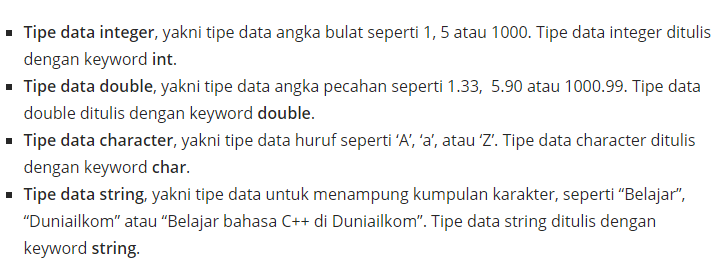 ▪ Tipe data integer, yakni tipe data angka bulat seperti 1, 5 atau 1000. Tipe data integer ditulis
dengan keyword int.
▪ Tipe data double, yakni tipe data angka pecahan seperti 1.33,  5.90 atau 1000.99. Tipe data
double ditulis dengan keyword double.
▪ Tipe data character, yakni tipe data huruf seperti ‘A’, ‘a’, atau ‘Z’. Tipe data character ditulis
dengan keyword char.
▪ Tipe data string, yakni tipe data untuk menampung kumpulan karakter, seperti “Belajar”,
“Duniailkom” atau “Belajar bahasa C++ di Duniailkom”. Tipe data string ditulis dengan
keyword string.